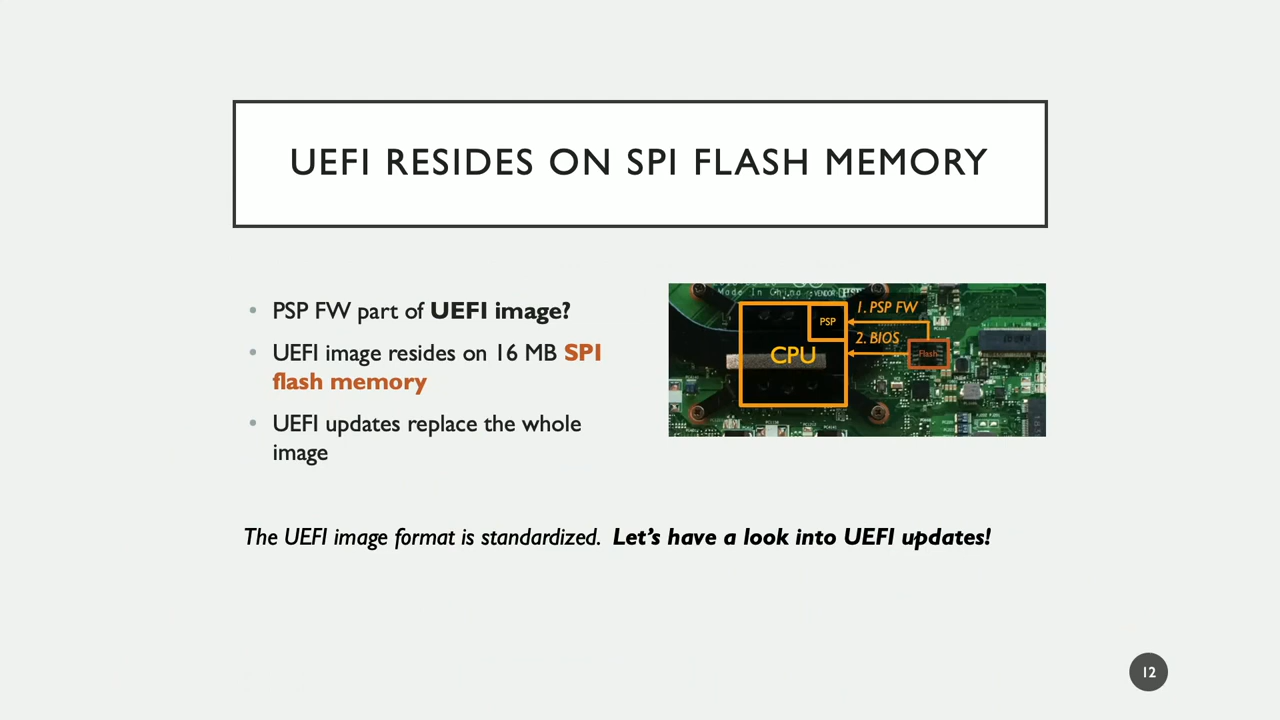 UEFI RESIDES ON SPI FLASH MEMORY
• PSP FW part of UEFI image?
• UEFI image resides on 16 MB SPI
flash memory
• UEFI updates replace the whole
image
Made In China
VENDOR
1. PSP FW
PSP
2. BIOS
CPU
Flash
The UEFI image format is standardized. Let's have a look into UEFI updates!
12